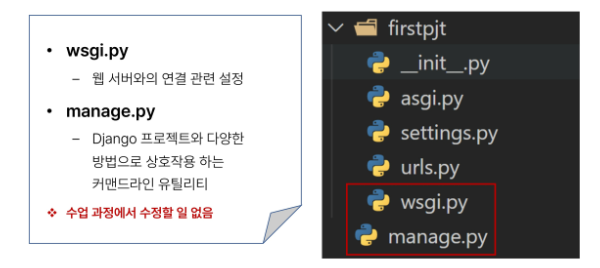 • wsgi.py
– 웹 서버와의 연결 관련 설정
• manage.py
– Django 프로젝트와 다양한
방법으로 상호작용 하는
커맨드라인 유틸리티
❖ 수업 과정에서 수정할 일 없음
firstpjt
__init__.py
asgi.py
settings.py
urls.py
wsgi.py
manage.py